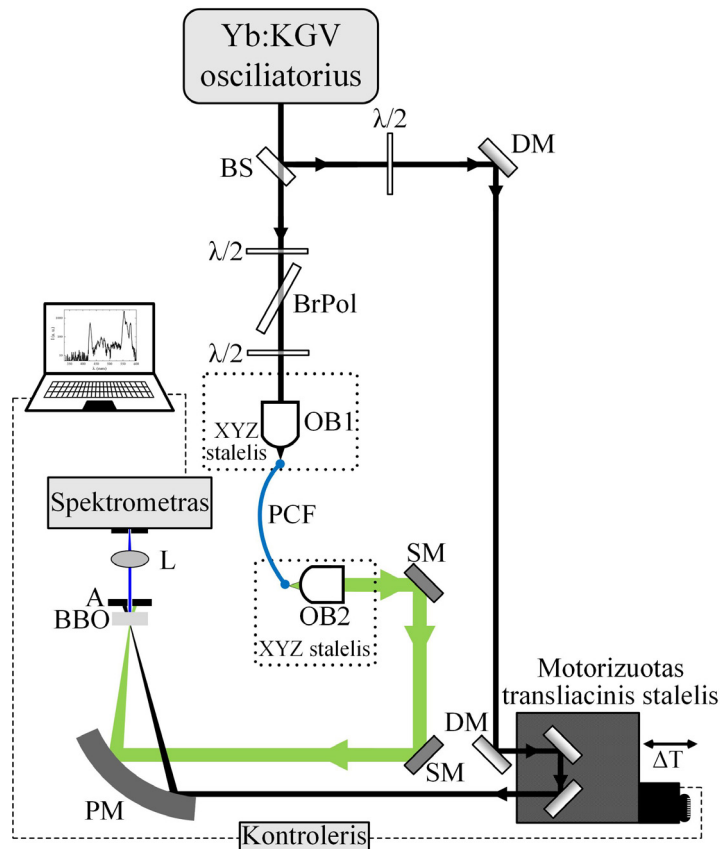 Yb:KGV
osciliatorius
λ/2
DM
BS
λ/2
BrPol
λ/2
OB1
XYZ
stalelis
PCF
Spektrometras
L
SM
A
BBO
OB2
XYZ stalelis
Motorizuotas
transliacinis stalelis
DM
ΔT
SM
PM
Kontroleris